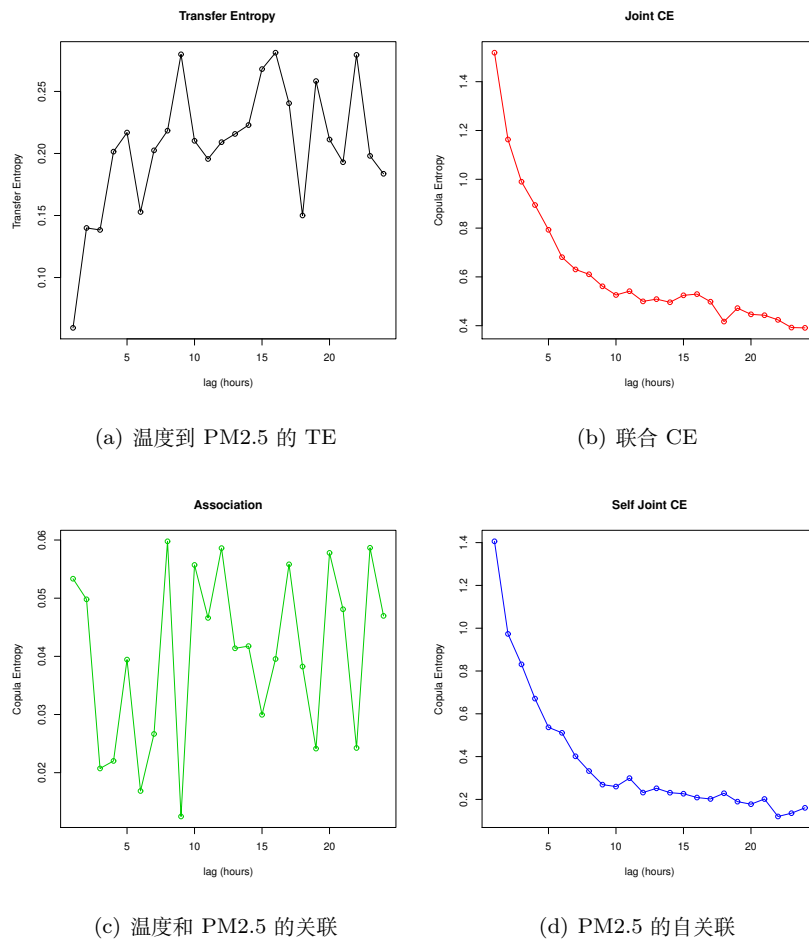 Transfer Entropy
Transfer Entropy
0.10 0.15 0.20 0.25
5 10 15 20
lag (hours)
(a) 温度到 PM2.5 的 TE
Joint CE
Copula Entropy
0.4 0.6 0.8 1.0 1.2 1.4
5 10 15 20
lag (hours)
(b) 联合 CE
Association
Copula Entropy
0.02 0.03 0.04 0.05 0.06
5 10 15 20
lag (hours)
(c) 温度和 PM2.5 的关联
Self Joint CE
Copula Entropy
0.2 0.4 0.6 0.8 1.0 1.2 1.4
5 10 15 20
lag (hours)
(d) PM2.5 的自关联